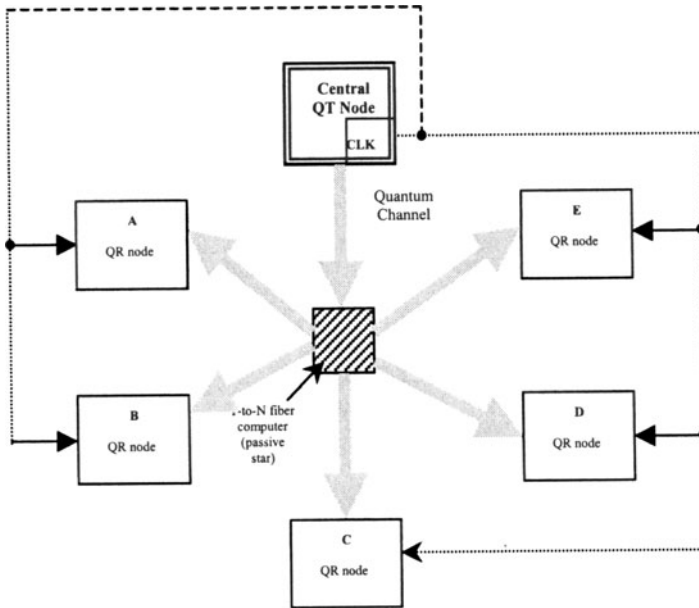 Central
QT Node
CLK
Quantum
Channel
A
QR node
E
QR node
B
QR node
-to-N fiber
computer
(passive
star)
D
QR node
C
QR node